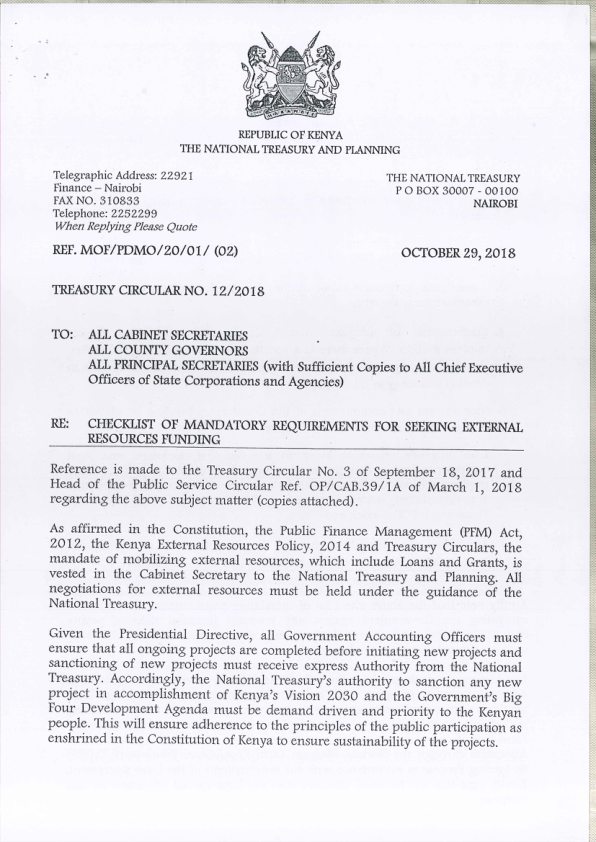 REPUBLIC OF KENYA
THE NATIONAL TREASURY AND PLANNING
Telegraphic Address: 22921
Finance – Nairobi
FAX NO. 310833
Telephone: 2252299
When Replying Please Quote
THE NATIONAL TREASURY
P O BOX 30007 - 00100
NAIROBI
REF. MOF/PDMO/20/01/ (02)
OCTOBER 29, 2018
TREASURY CIRCULAR NO. 12/2018
TO: ALL CABINET SECRETARIES
ALL COUNTY GOVERNORS
ALL PRINCIPAL SECRETARIES (with Sufficient Copies to All Chief Executive
Officers of State Corporations and Agencies)
RE: CHECKLIST OF MANDATORY REQUIREMENTS FOR SEEKING EXTERNAL
RESOURCES FUNDING
Reference is made to the Treasury Circular No. 3 of September 18, 2017 and
Head of the Public Service Circular Ref. OP/CAB.39/1A of March 1, 2018
regarding the above subject matter (copies attached).
As affirmed in the Constitution, the Public Finance Management (PFM) Act,
2012, the Kenya External Resources Policy, 2014 and Treasury Circulars, the
mandate of mobilizing external resources, which include Loans and Grants, is
vested in the Cabinet Secretary to the National Treasury and Planning. All
negotiations for external resources must be held under the guidance of the
National Treasury.
Given the Presidential Directive, all Government Accounting Officers must
ensure that all ongoing projects are completed before initiating new projects and
sanctioning of new projects must receive express Authority from the National
Treasury. Accordingly, the National Treasury's authority to sanction any new
project in accomplishment of Kenya's Vision 2030 and the Government's Big
Four Development Agenda must be demand driven and priority to the Kenyan
people. This will ensure adherence to the principles of the public participation as
enshrined in the Constitution of Kenya to ensure sustainability of the projects.